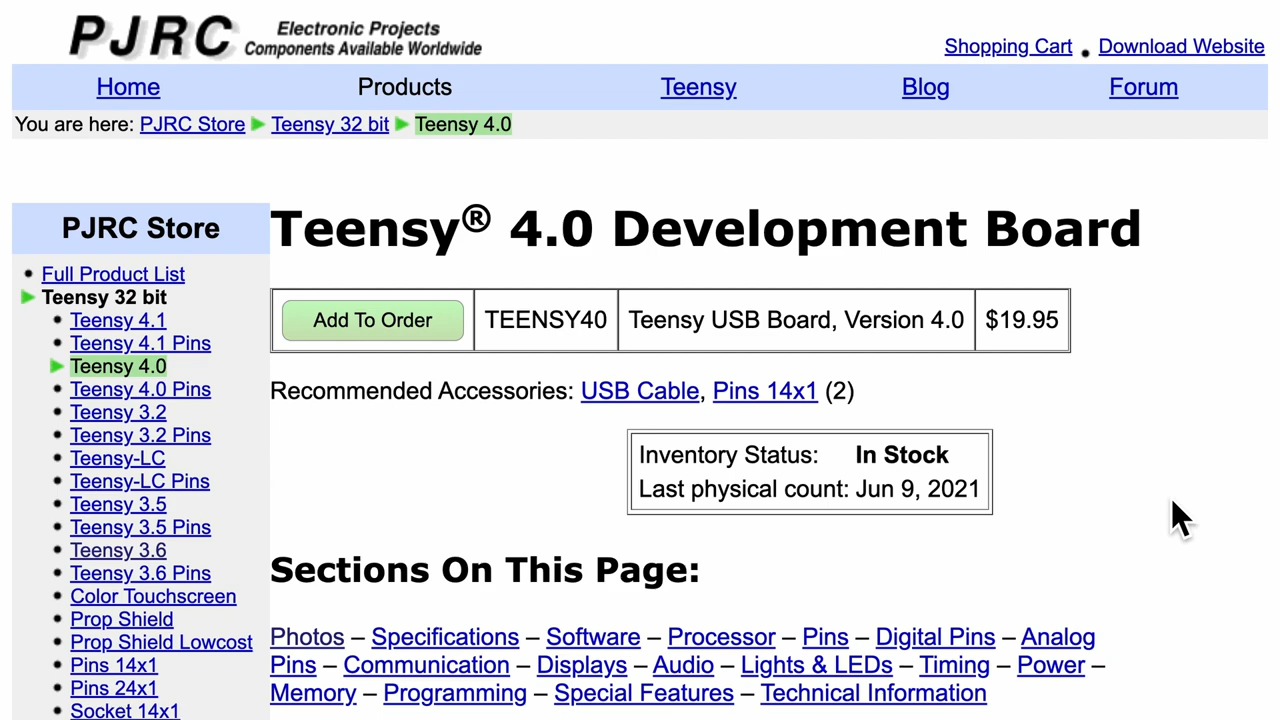 PJRC
Electronic Projects
Components Available Worldwide
Shopping Cart Download Website
Home Products Teensy Blog Forum
You are here: PJRC Store Teensy 32 bit Teensy 4.0
PJRC Store
• Full Product List
Teensy 32 bit
• Teensy 4.1
• Teensy 4.1 Pins
Teensy 4.0
• Teensy 4.0 Pins
• Teensy 3.2
• Teensy 3.2 Pins
• Teensy-LC
• Teensy-LC Pins
• Teensy 3.5
• Teensy 3.5 Pins
• Teensy 3.6
• Teensy 3.6 Pins
• Color Touchscreen
• Prop Shield
• Prop Shield Lowcost
• Pins 14x1
• Pins 24x1
• Socket 14x1
Teensy® 4.0 Development Board
Add To Order TEENSY40 Teensy USB Board, Version 4.0 $19.95
Recommended Accessories: USB Cable, Pins 14x1 (2)
Inventory Status: In Stock
Last physical count: Jun 9, 2021
Sections On This Page:
Photos – Specifications – Software – Processor – Pins – Digital Pins – Analog
Pins – Communication – Displays – Audio – Lights & LEDs – Timing – Power –
Memory – Programming – Special Features – Technical Information